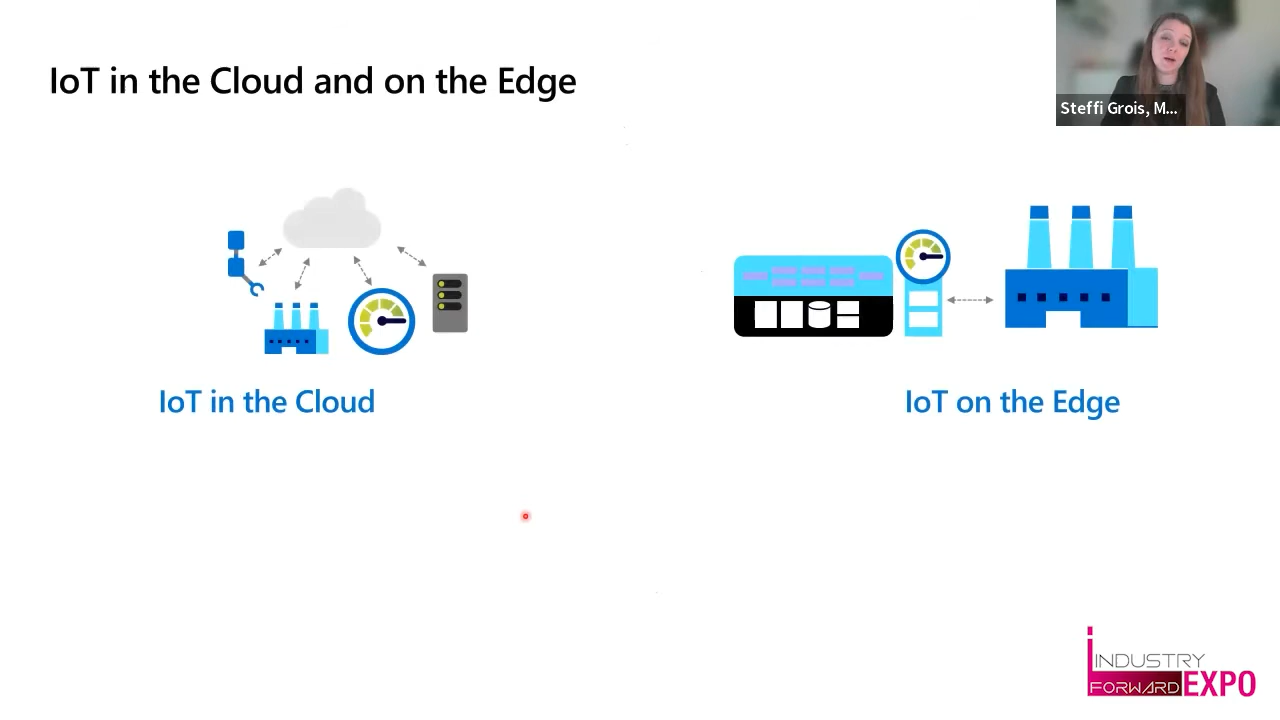 IoT in the Cloud and on the Edge
Steffi Grois, M...
IoT in the Cloud
IoT on the Edge
INDUSTRY
FORWARD EXPO